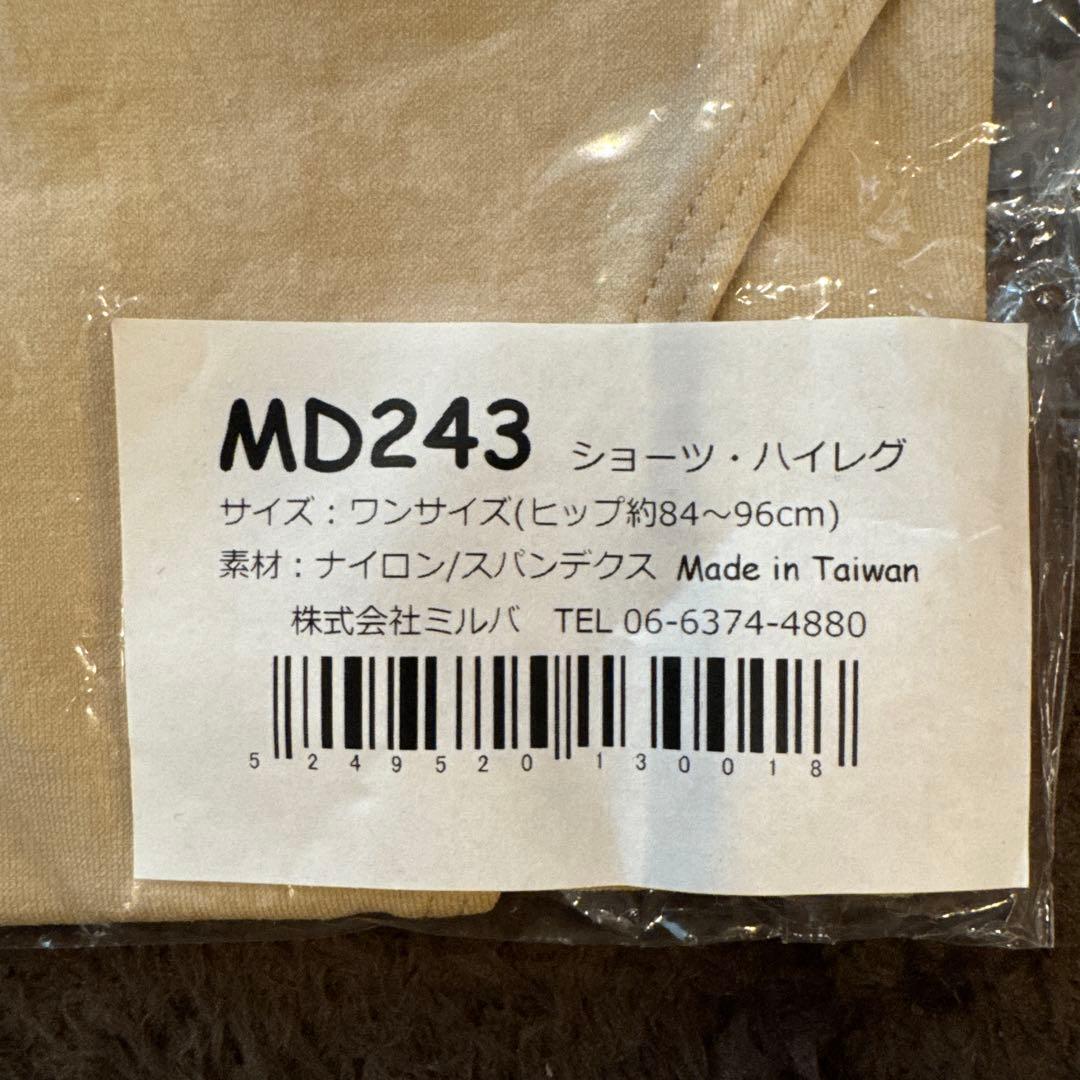 MD243 ショーツ・ハイレグ
サイズ：ワンサイズ(ヒップ約84～96cm)
素材：ナイロン/スパンデクス Made in Taiwan
株式会社ミルバ　TEL 06-6374-4880
5 249520 130018